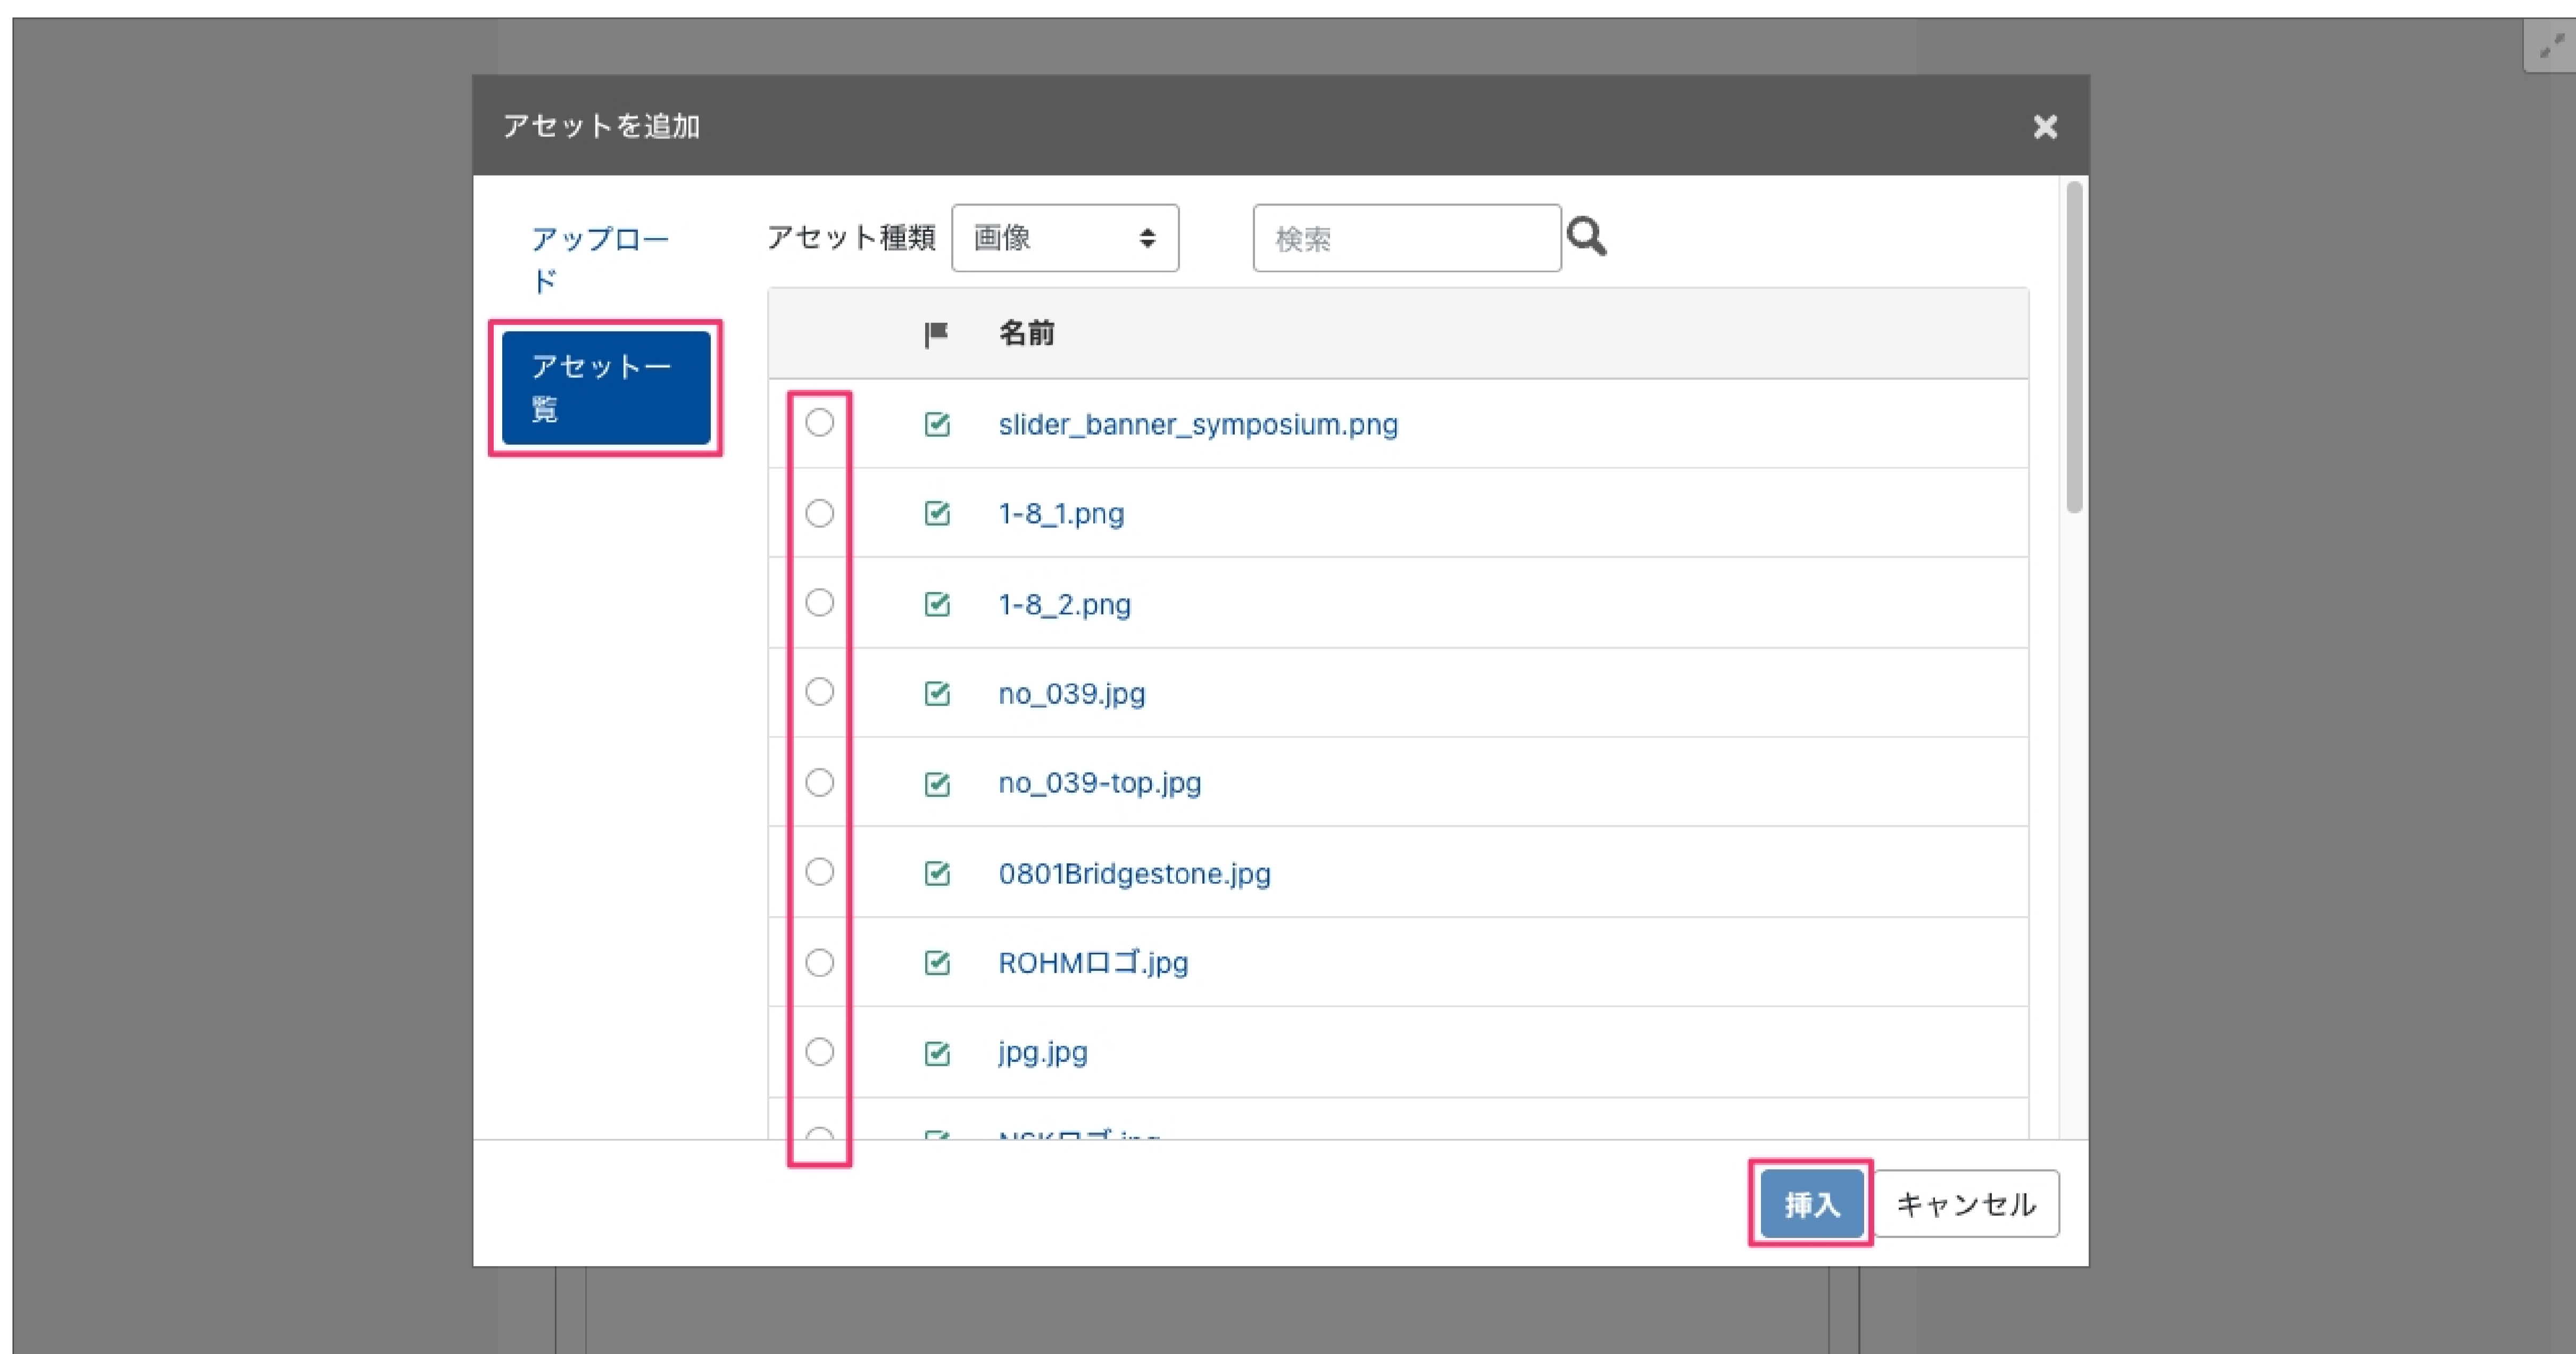 アセットを追加
アップロー
ド
アセット一
覧
アセット種類 画像 検索
名前
slider_banner_symposium.png
1-8_1.png
1-8_2.png
no_039.jpg
no_039-top.jpg
0801Bridgestone.jpg
ROHMロゴ.jpg
jpg.jpg
挿入 キャンセル